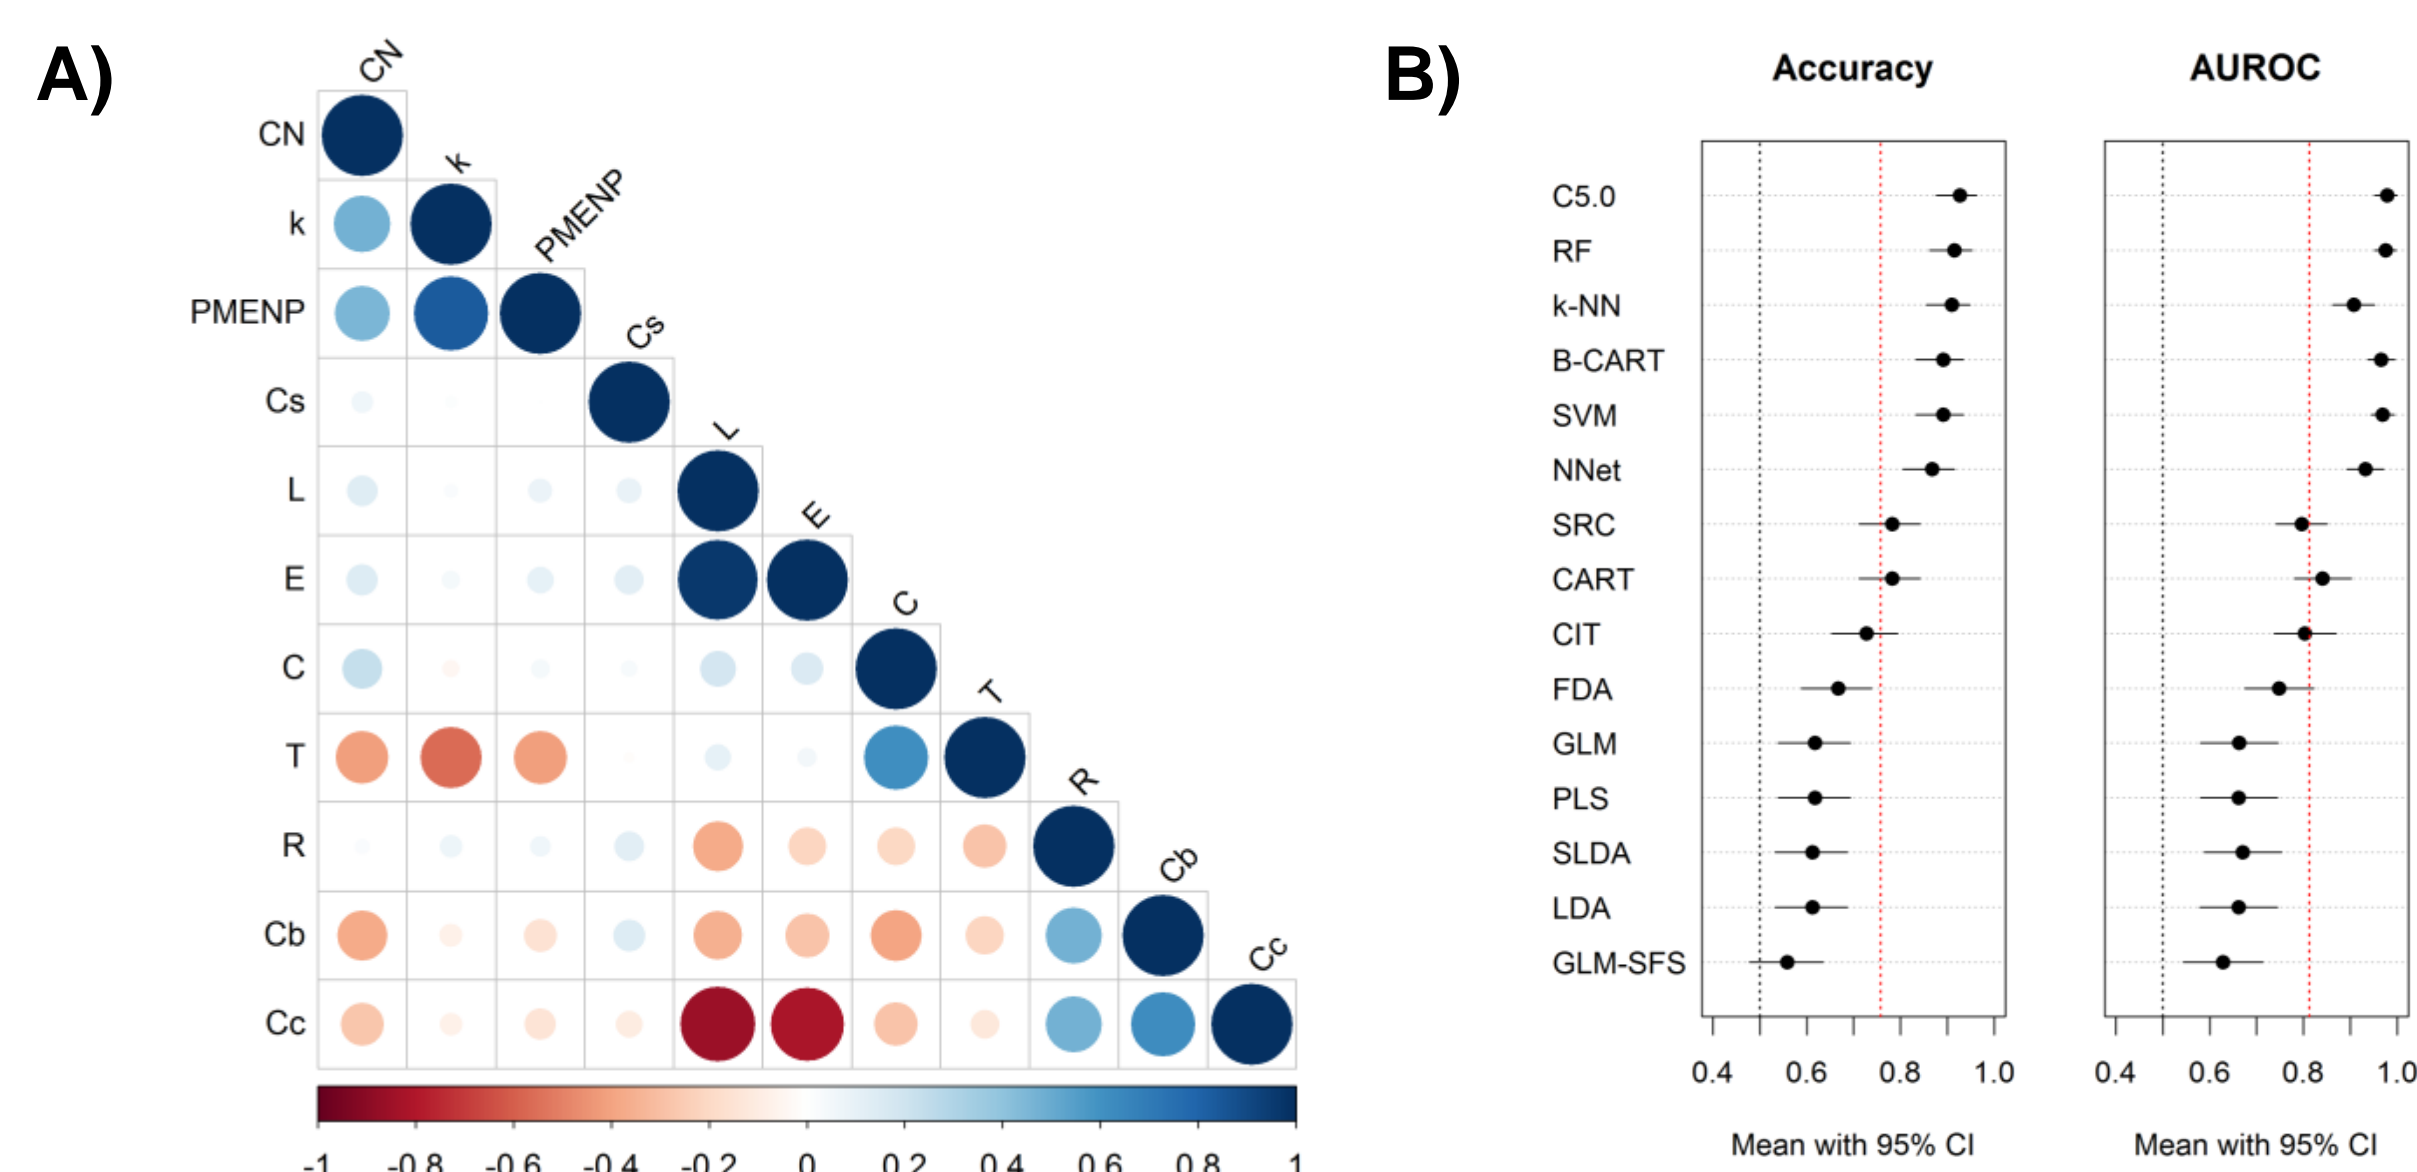 A)
CN
k
PMENP
Cs
L
E
C
T
R
Cb
Cc
CN
k
PMENP
Cs
L
E
C
T
R
Cb
Cc
-1 -0.8 -0.6 -0.4 -0.2 0 0.2 0.4 0.6 0.8 1
B)
Accuracy AUROC
C5.0
RF
k-NN
B-CART
SVM
NNet
SRC
CART
CIT
FDA
GLM
PLS
SLDA
LDA
GLM-SFS
0.4 0.6 0.8 1.0 0.4 0.6 0.8 1.0
Mean with 95% CI Mean with 95% CI